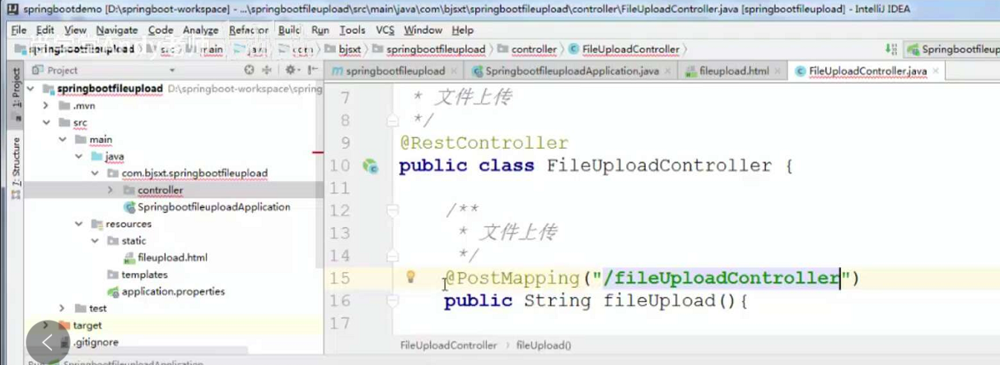 springbootdemo [D:\springboot-workspace] - ...\springbootfileupload\src\main\java\com\bjsxt\springbootfileupload\controller\FileUploadController.java [springbootfileupload] - IntelliJ IDEA
File Edit View Navigate Code Analyze Refactor Build Run Tools VCS Window Help
springbootfileupload src main java com bjsxt springbootfileupload controller FileUploadController Springbootfileup
Project
springbootfileupload SpringbootfileuploadApplication.java fileupload.html FileUploadController.java
1: Project
7: Structure
springbootfileupload D:\springboot-workspace\spring
.mvn
src
main
java
com.bjsxt.springbootfileupload
controller
SpringbootfileuploadApplication
resources
static
fileupload.html
templates
application.properties
test
target
.gitignore
7 * 文件上传
8 */
9 @RestController
10 public class FileUploadController {
11
12 /**
13 * 文件上传
14 */
15 @PostMapping("/fileUploadController")
16 public String fileUpload(){
17
FileUploadController fileUpload()
Run SpringbootfileuploadApplication